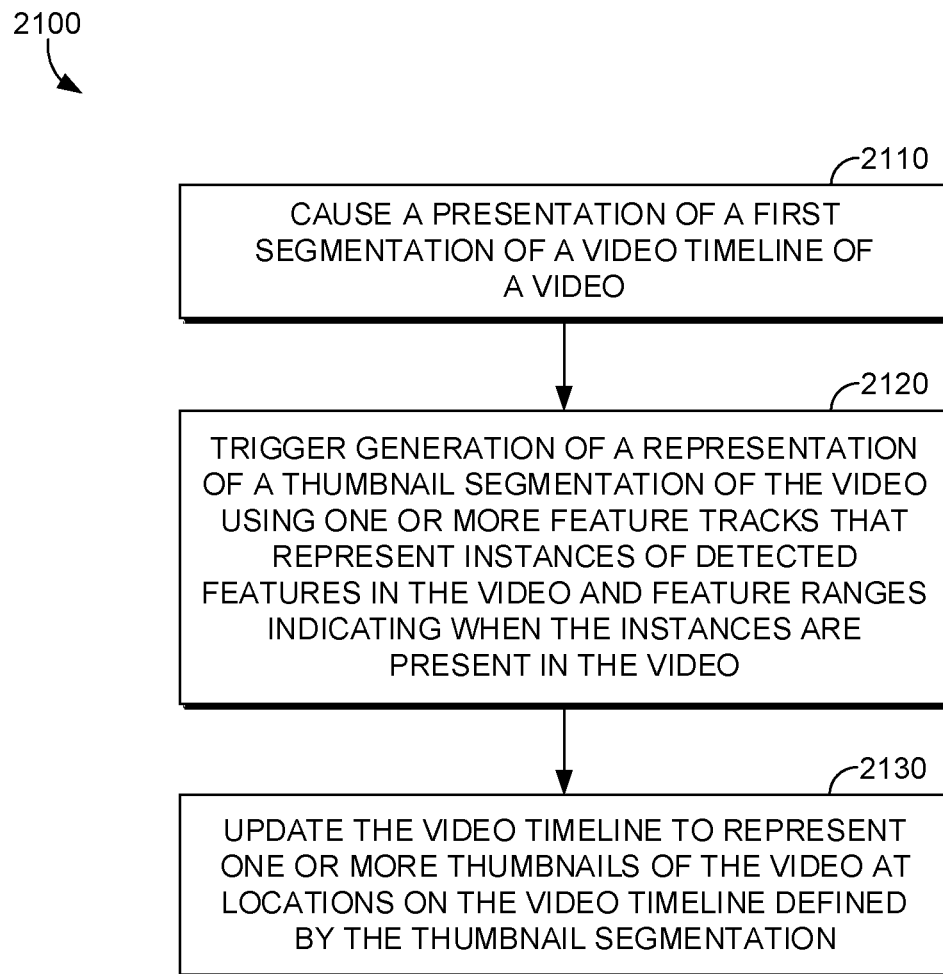 2100
2110
CAUSE A PRESENTATION OF A FIRST
SEGMENTATION OF A VIDEO TIMELINE OF
A VIDEO
2120
TRIGGER GENERATION OF A REPRESENTATION
OF A THUMBNAIL SEGMENTATION OF THE VIDEO
USING ONE OR MORE FEATURE TRACKS THAT
REPRESENT INSTANCES OF DETECTED
FEATURES IN THE VIDEO AND FEATURE RANGES
INDICATING WHEN THE INSTANCES ARE
PRESENT IN THE VIDEO
2130
UPDATE THE VIDEO TIMELINE TO REPRESENT
ONE OR MORE THUMBNAILS OF THE VIDEO AT
LOCATIONS ON THE VIDEO TIMELINE DEFINED
BY THE THUMBNAIL SEGMENTATION